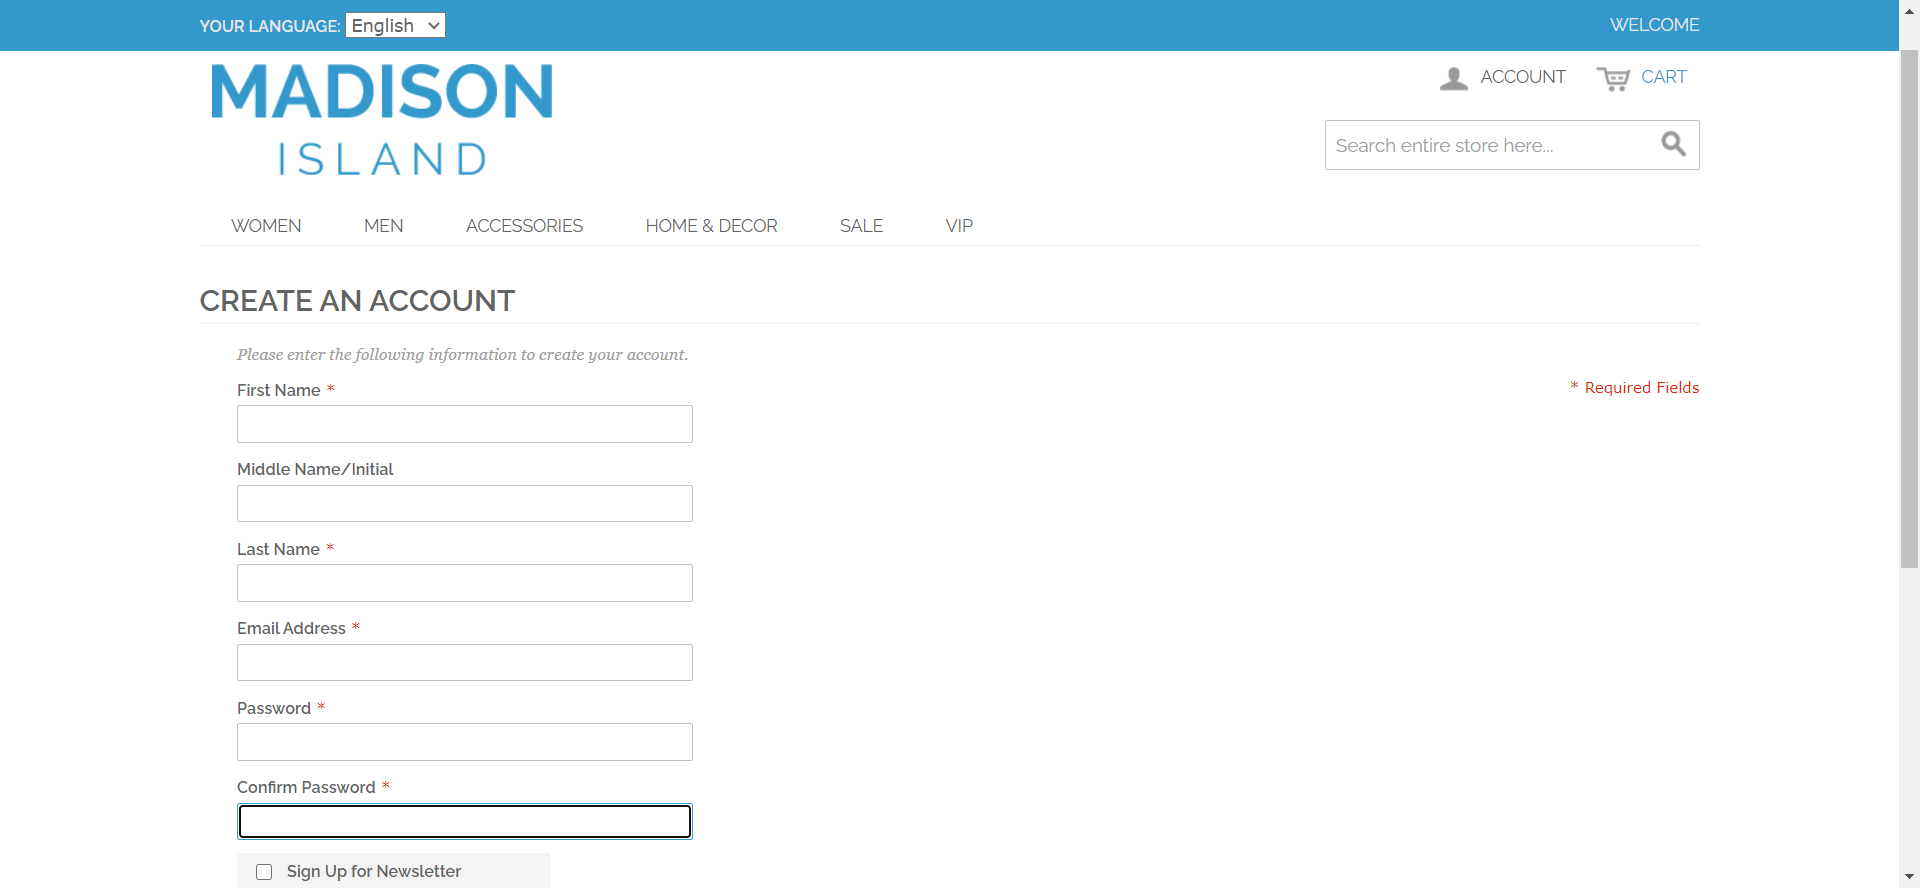 YOUR LANGUAGE: English
WELCOME
MADISON
ISLAND
ACCOUNT
CART
Search entire store here...
WOMEN MEN ACCESSORIES HOME & DECOR SALE VIP
CREATE AN ACCOUNT
Please enter the following information to create your account.
First Name *
* Required Fields
Middle Name/Initial
Last Name *
Email Address *
Password *
Confirm Password *
Sign Up for Newsletter